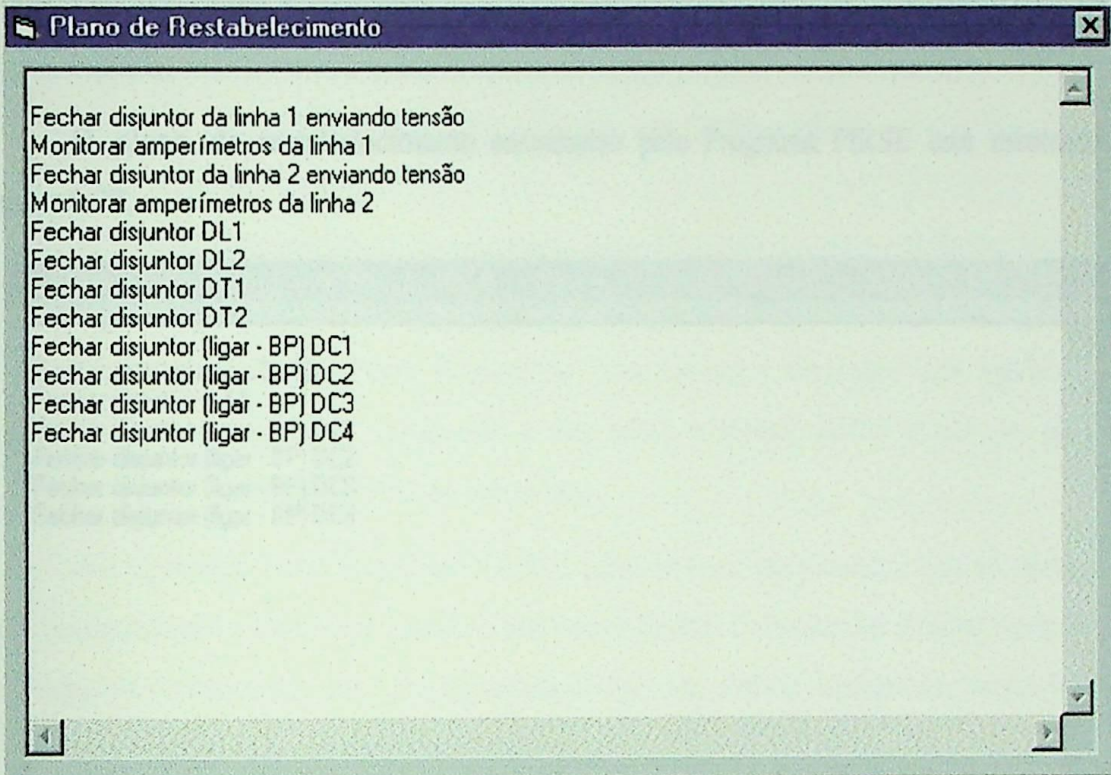 Plano de Restabelecimento
Fechar disjuntor da linha 1 enviando tensão
Monitorar amperímetros da linha 1
Fechar disjuntor da linha 2 enviando tensão
Monitorar amperímetros da linha 2
Fechar disjuntor DL1
Fechar disjuntor DL2
Fechar disjuntor DT1
Fechar disjuntor DT2
Fechar disjuntor (ligar - BP) DC1
Fechar disjuntor (ligar - BP) DC2
Fechar disjuntor (ligar - BP) DC3
Fechar disjuntor (ligar - BP) DC4